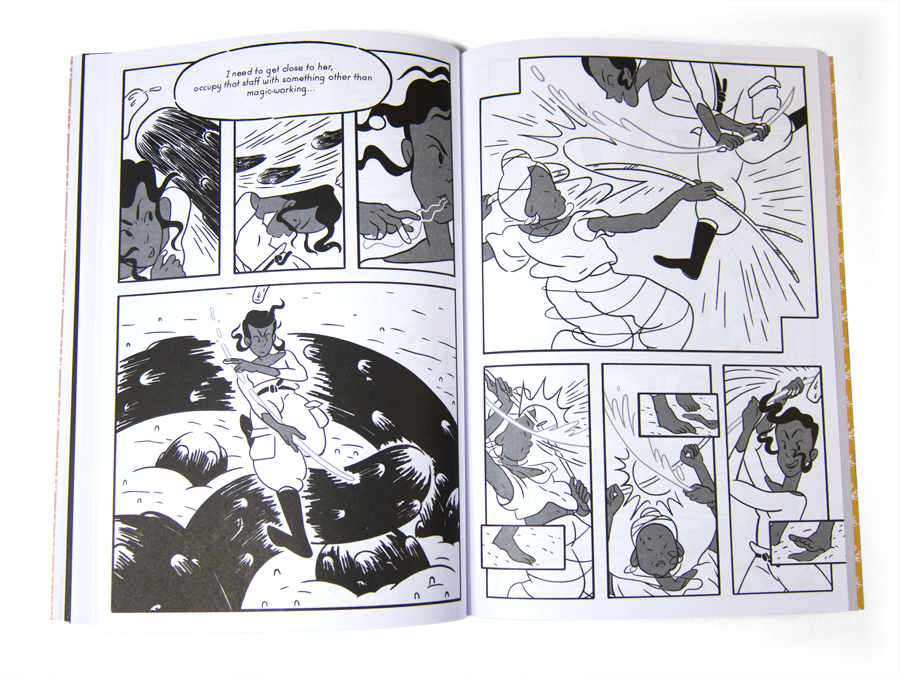 I need to get close to her,
occupy that staff with something other than
magic-working...